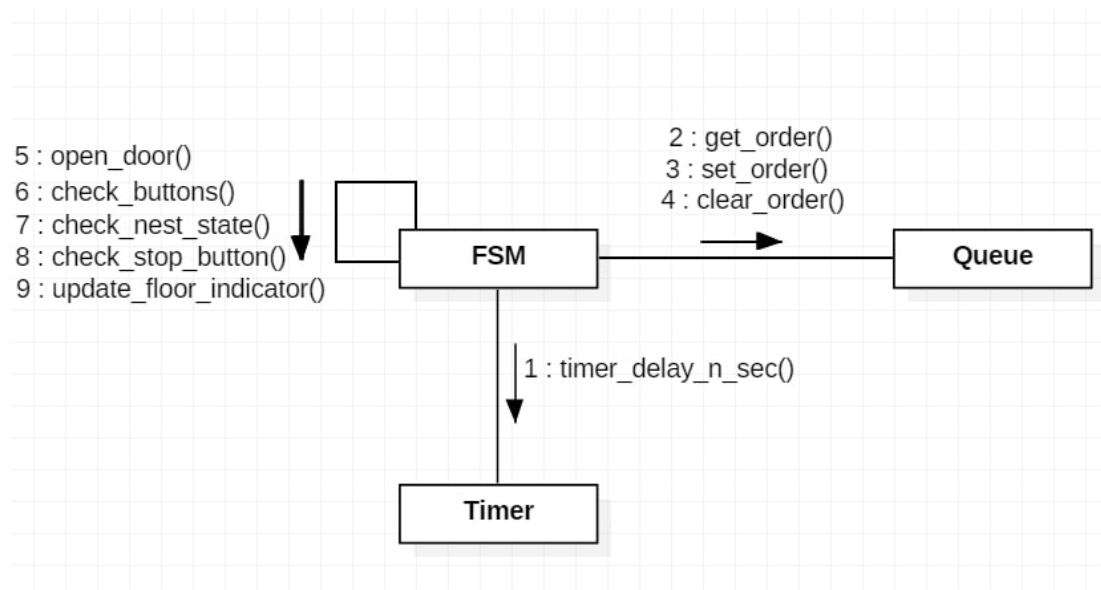 2 : get_order()
3 : set_order()
4 : clear_order()
5 : open_door()
6 : check_buttons()
7 : check_nest_state()
8 : check_stop_button()
9 : update_floor_indicator()
FSM
Queue
1 : timer_delay_n_sec()
Timer